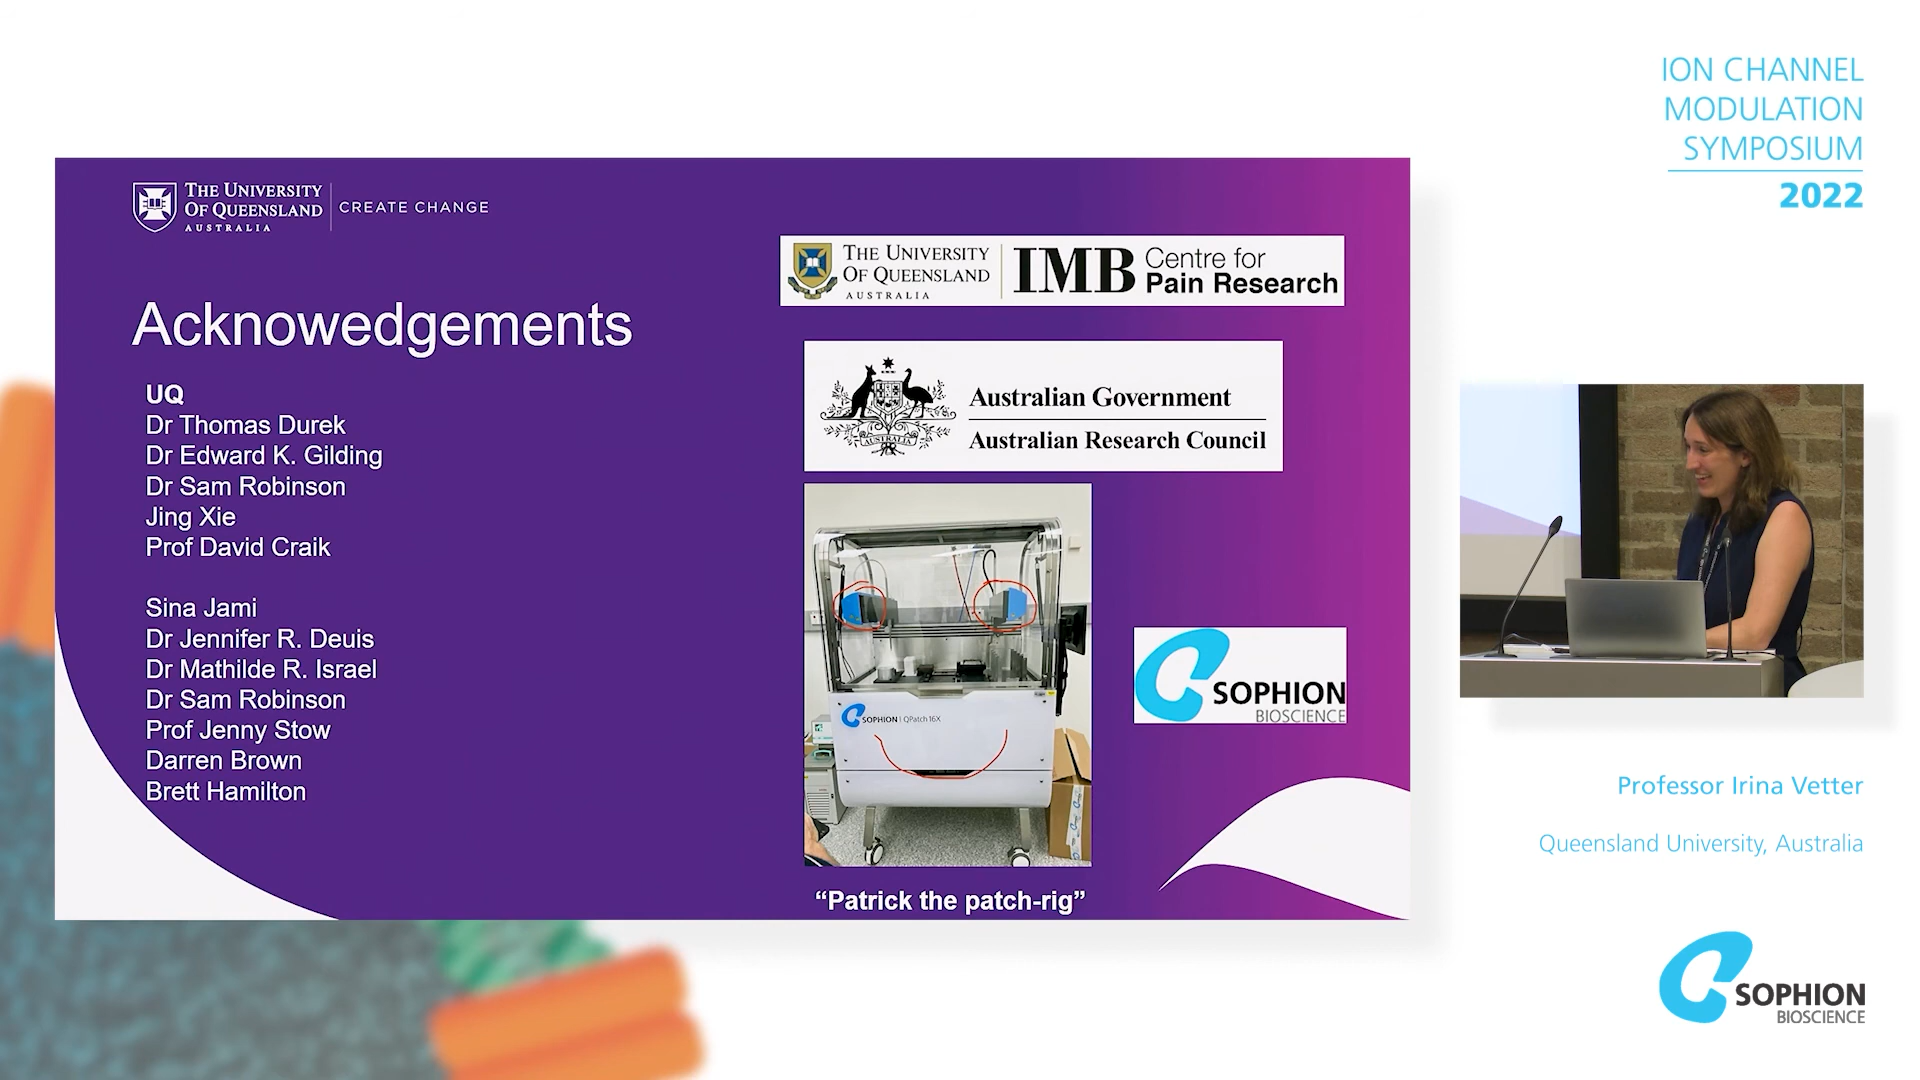 ION CHANNEL
MODULATION
SYMPOSIUM
2022
THE UNIVERSITY
OF QUEENSLAND
AUSTRALIA
CREATE CHANGE
THE UNIVERSITY
OF QUEENSLAND
AUSTRALIA
IMB Centre for
Pain Research
Acknowedgements
Australian Government
Australian Research Council
AUSTRALIA
UQ
Dr Thomas Durek
Dr Edward K. Gilding
Dr Sam Robinson
Jing Xie
Prof David Craik
Sina Jami
Dr Jennifer R. Deuis
Dr Mathilde R. Israel
Dr Sam Robinson
Prof Jenny Stow
Darren Brown
Brett Hamilton
SOPHION QPatch 16X
SOPHION
BIOSCIENCE
“Patrick the patch-rig”
Professor Irina Vetter
Queensland University, Australia
SOPHION
BIOSCIENCE